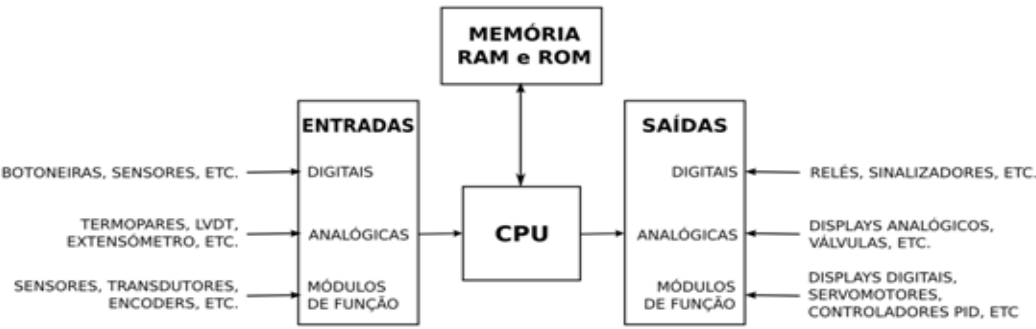 MEMÓRIA
RAM e ROM
ENTRADAS
BOTONEIRAS, SENSORES, ETC.
DIGITAIS
TERMOPARES, LVDT,
EXTENSÓMETRO, ETC.
ANALÓGICAS
SENSORES, TRANSDUTORES,
ENCODERS, ETC.
MÓDULOS
DE FUNÇÃO
CPU
SAÍDAS
DIGITAIS
RELÉS, SINALIZADORES, ETC.
ANALÓGICAS
DISPLAYS ANALÓGICOS,
VÁLVULAS, ETC.
MÓDULOS
DE FUNÇÃO
DISPLAYS DIGITAIS,
SERVOMOTORES,
CONTROLADORES PID, ETC